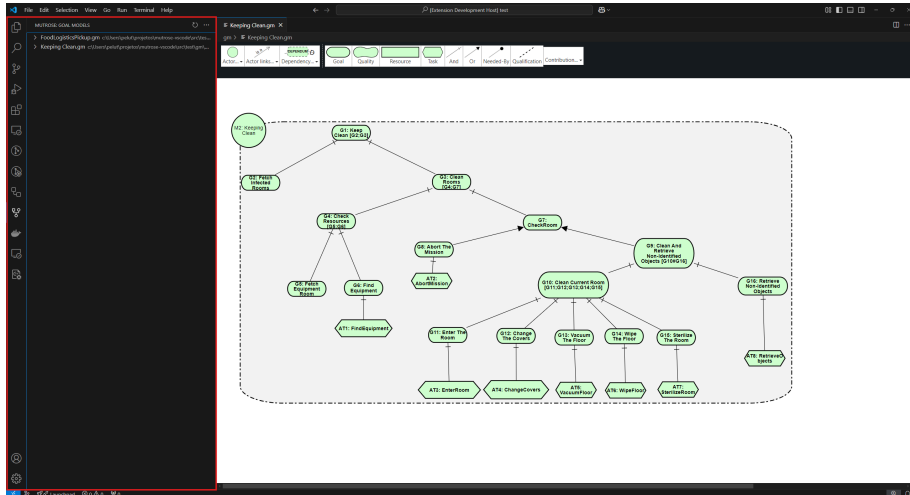 File Edit Selection View Go Run Terminal Help
[Extension Development Host] test
MUTROSE: GOAL MODELS
FoodLogisticsPickup.gm
Keeping Clean.gm
Keeping Clean.gm
gm > Keeping Clean.gm
Actor... Actor links... Dependency... Goal Quality Resource Task And Or Needed-By Qualification Contribution...
M2: Keeping
Clean
G1: Keep
Clean [G2;G3]
G2: Fetch
Infected
Rooms
G3: Clean
Rooms
[G4;G7]
G4: Check
Resources
[G5;G6]
G7:
CheckRoom
G5: Fetch
Equipment
Room
G6: Find
Equipment
AT1: FindEquipment
G8: Abort The
Mission
AT2:
AbortMission
G9: Clean And
Retrieve
Non-Identified
Objects [G10#G16]
G10: Clean Current Room
[G11;G12;G13;G14;G15]
G16: Retrieve
Non-Identified
Objects
G11: Enter The
Room
G12: Change
The Covers
G13: Vacuum
The Floor
G14: Wipe
The Floor
G15: Sterilize
The Room
AT3: EnterRoom
AT4: ChangeCovers
AT5:
VacuumFloor
AT6: WipeFloor
AT7:
SterilizeRoom
AT8: RetrieveO
bjects